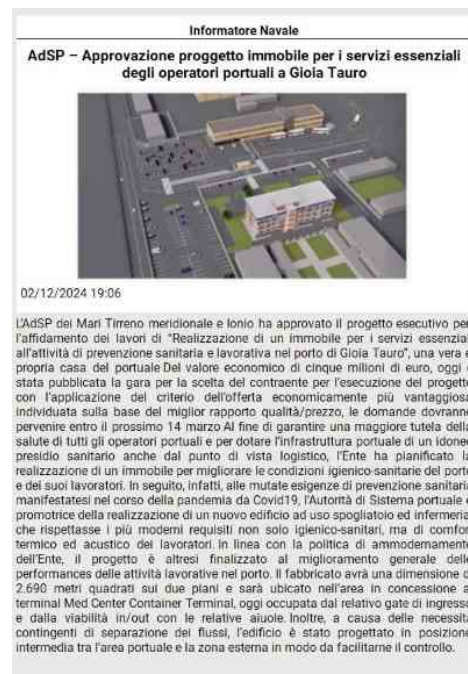 Informatore Navale
AdSP – Approvazione proggetto immobile per i servizi essenziali
degli operatori portuali a Gioia Tauro
02/12/2024 19:06
L'AdSP dei Mari Tirreno meridionale e Ionio ha approvato il progetto esecutivo per
l'affidamento dei lavori di "Realizzazione di un immobile per i servizi essenziali
all'attività di prevenzione sanitaria e lavorativa nel porto di Gioia Tauro", una vera e
propria casa del portuale Del valore economico di cinque milioni di euro, oggi è
stata pubblicata la gara per la scelta del contraente per l'esecuzione del progetto
con l'applicazione del criterio dell'offerta economicamente più vantaggiosa
individuata sulla base del miglior rapporto qualità/prezzo, le domande dovranno
pervenire entro il prossimo 14 marzo Al fine di garantire una maggiore tutela della
salute di tutti gli operatori portuali e per dotare l'infrastruttura portuale di un idoneo
presidio sanitario anche dal punto di vista logistico, l'Ente ha pianificato la
realizzazione di un immobile per migliorare le condizioni igienico-sanitarie del porto
e dei suoi lavoratori. In seguito, infatti, alle mutate esigenze di prevenzione sanitaria
manifestatesi nel corso della pandemia da Covid19, l'Autorità di Sistema portuale è
promotrice della realizzazione di un nuovo edificio ad uso spogliatoio ed infermeria,
che rispettasse i più moderni requisiti non solo igienico-sanitari, ma di comfort
termico ed acustico dei lavoratori. In linea con la politica di ammodernamento
dell'Ente, il progetto è altresì finalizzato al miglioramento generale delle
performances delle attività lavorative nel porto. Il fabbricato avrà una dimensione di
2.690 metri quadrati sui due piani e sarà ubicato nell'area in concessione al
terminal Med Center Container Terminal, oggi occupata dal relativo gate di ingresso
e dalla viabilità in/out con le relative aiuole. Inoltre, a causa delle necessità
contingenti di separazione dei flussi, l'edificio è stato progettato in posizione
intermedia tra l'area portuale e la zona esterna in modo da facilitarne il controllo.